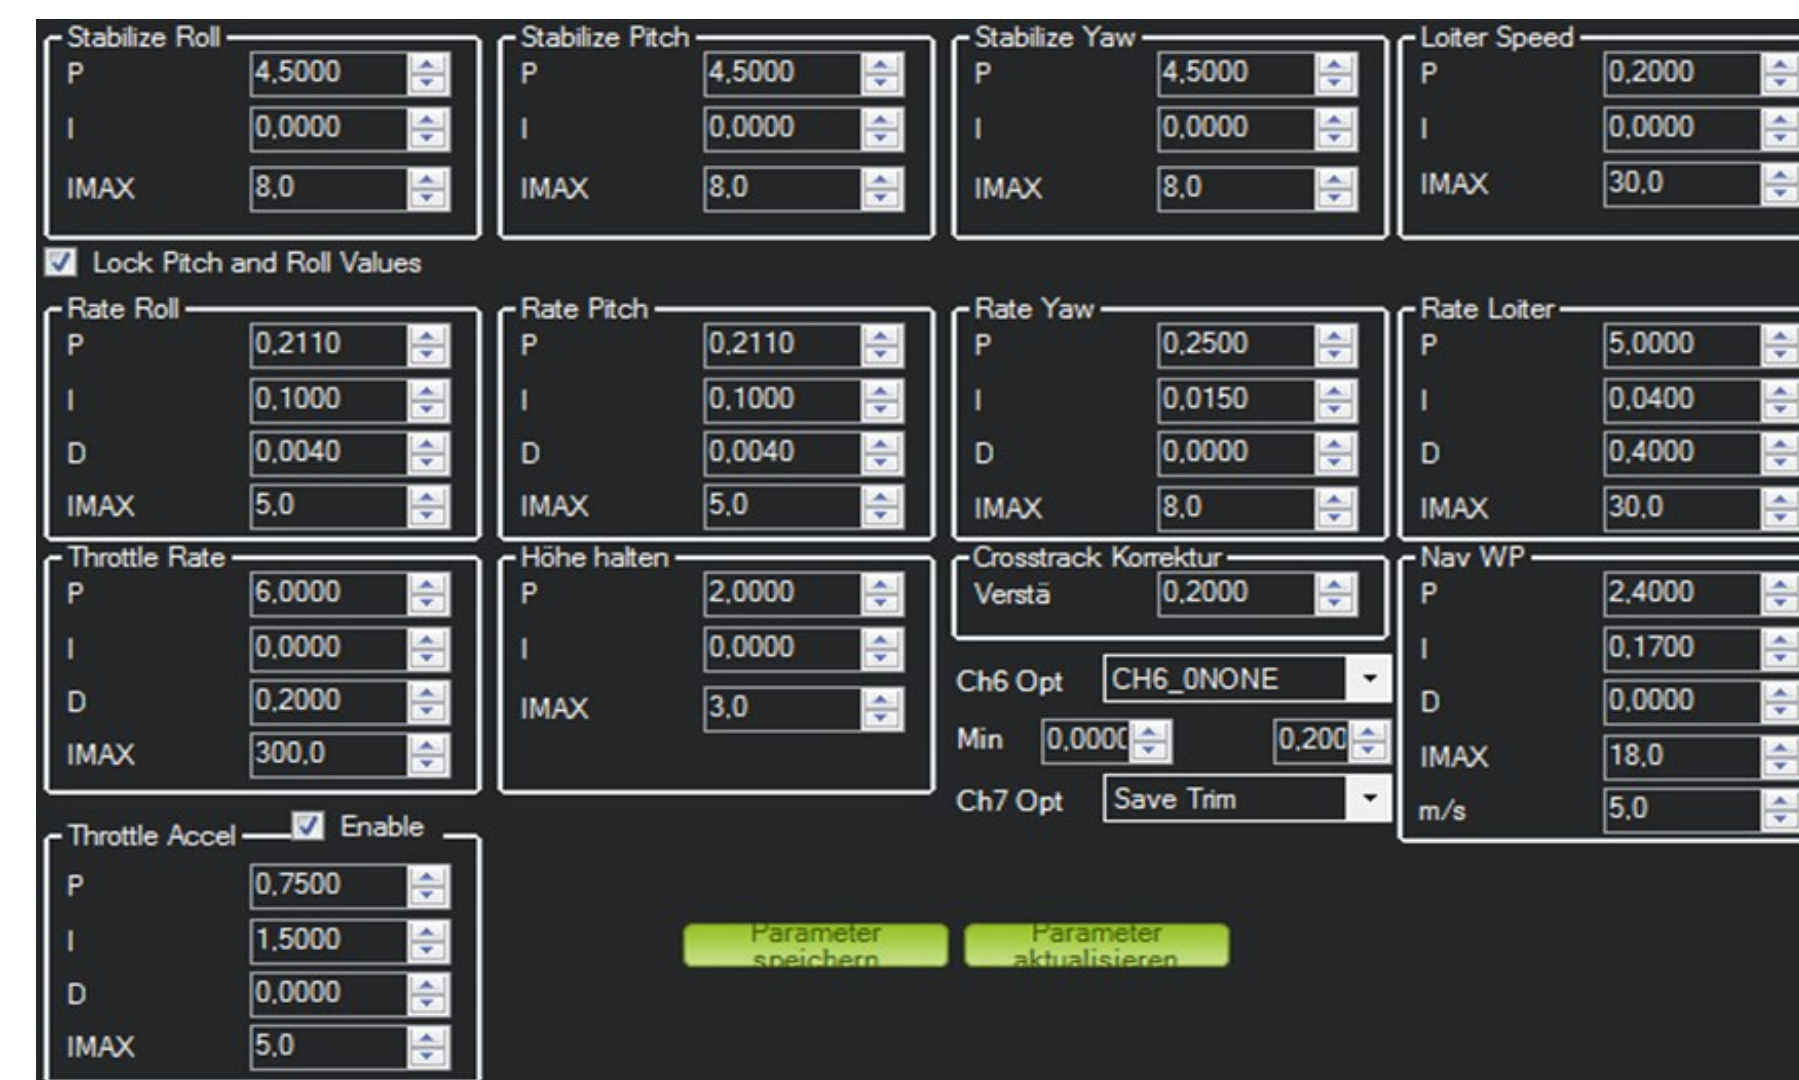 Stabilize Roll Stabilize Pitch Stabilize Yaw Loiter Speed
P 4,5000 P 4,5000 P 4,5000 P 0,2000
I 0,0000 I 0,0000 I 0,0000 I 0,0000
IMAX 8,0 IMAX 8,0 IMAX 8,0 IMAX 30,0
Lock Pitch and Roll Values
Rate Roll Rate Pitch Rate Yaw Rate Loiter
P 0,2110 P 0,2110 P 0,2500 P 5,0000
I 0,1000 I 0,1000 I 0,0150 I 0,0400
D 0,0040 D 0,0040 D 0,0000 D 0,4000
IMAX 5,0 IMAX 5,0 IMAX 8,0 IMAX 30,0
Throttle Rate Höhe halten Crosstrack Korrektur Nav WP
P 6,0000 P 2,0000 Verstä 0,2000 P 2,4000
I 0,0000 I 0,0000 Ch6 Opt CH6_0NONE I 0,1700
D 0,2000 IMAX 3,0 Min 0,000 0,200 D 0,0000
IMAX 300,0 IMAX 18,0
Ch7 Opt Save Trim m/s 5,0
Throttle Accel Enable
P 0,7500
I 1,5000 Parameter speichern Parameter aktualisieren
D 0,0000
IMAX 5,0